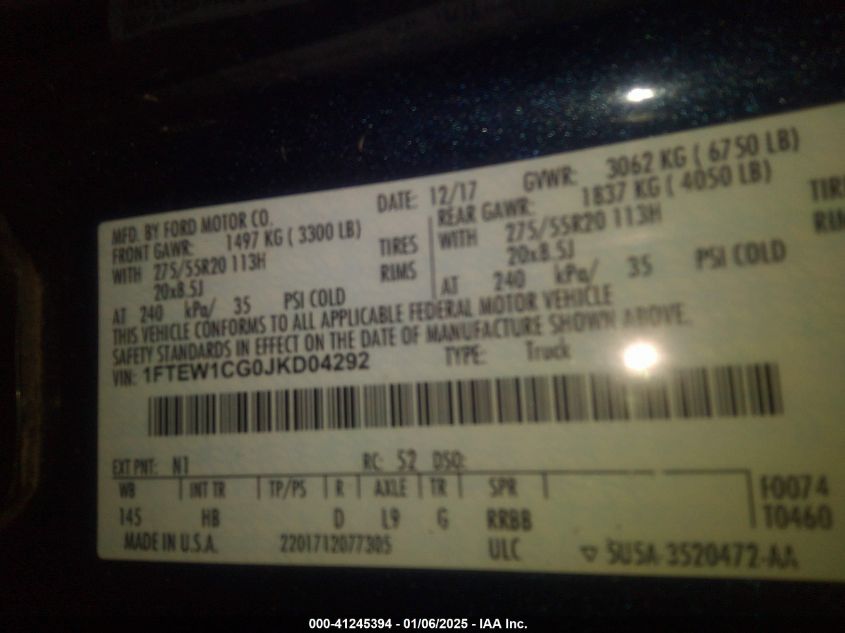 MFD. BY FORD MOTOR CO. DATE: 12/17 GVWR: 3062 KG ( 6750 LB)
FRONT GAWR: 1497 KG ( 3300 LB) REAR GAWR: 1837 KG ( 4050 LB)
WITH 275/55R20 113H TIRES WITH 275/55R20 113H
20x8.5J RIMS 20x8.5J
AT 240 kPa/ 35 PSI COLD AT 240 kPa/ 35 PSI COLD
THIS VEHICLE CONFORMS TO ALL APPLICABLE FEDERAL MOTOR VEHICLE
SAFETY STANDARDS IN EFFECT ON THE DATE OF MANUFACTURE SHOWN ABOVE.
VIN: 1FTEW1CG0JKD04292 TYPE: Truck
EXT PNT: N1 RC: 52 DSO:
WB INT TR TP/PS R AXLE TR SPR F0074
145 HB D L9 G RRBB T0460
MADE IN U.S.A. 2201712077305 ULC ▽ 5U5A-3520472-AA
000-41245394 - 01/06/2025 - IAA Inc.